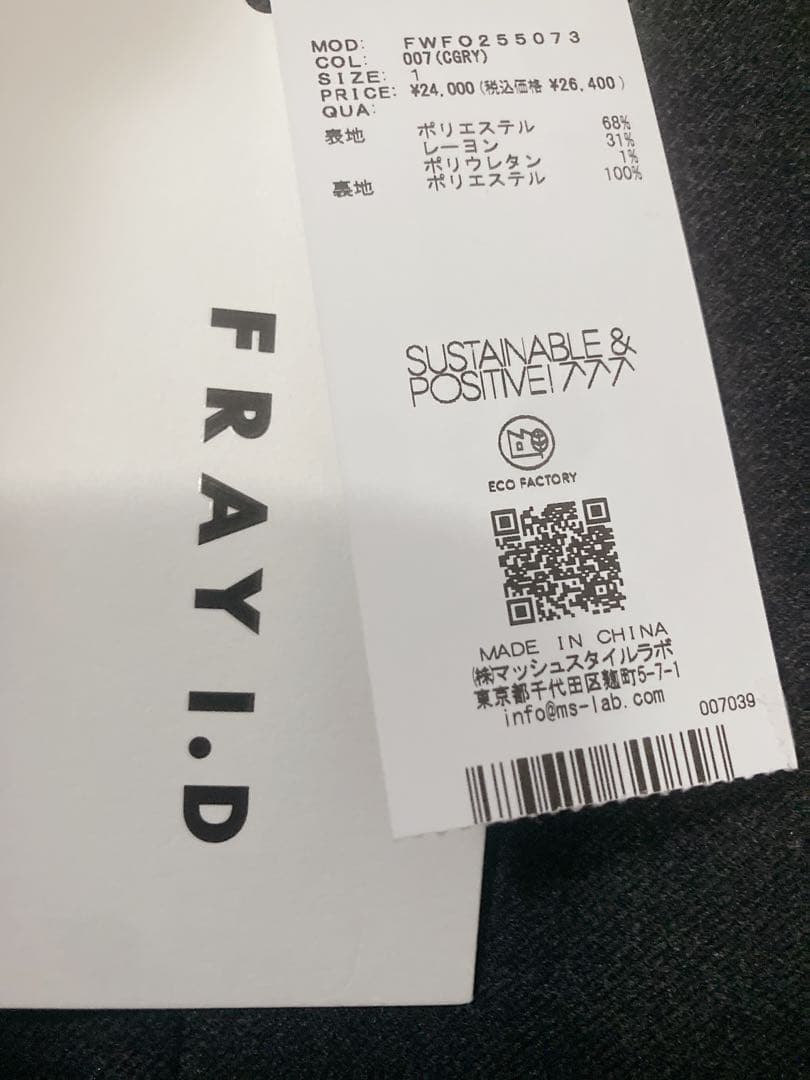 MOD: FWFO255073
COL: 007(CGRY)
SIZE: 1
PRICE: ¥24,000(税込価格 ¥26,400)
QUA:
表地 ポリエステル 68%
レーヨン 31%
ポリウレタン 1%
裏地 ポリエステル 100%
SUSTAINABLE &
POSITIVE!
ECO FACTORY
MADE IN CHINA
(株)マッシュスタイルラボ
東京都千代田区麹町5-7-1
info@ms-lab.com
007039
FRAY I.D